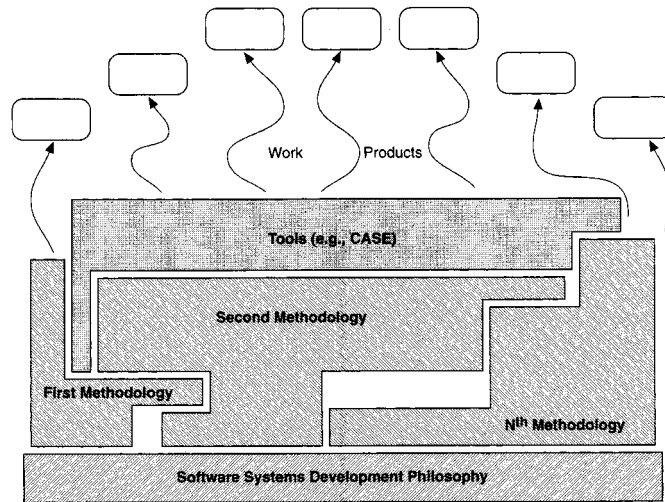 Work Products
Tools (e.g., CASE)
Second Methodology
First Methodology
Nth Methodology
Software Systems Development Philosophy